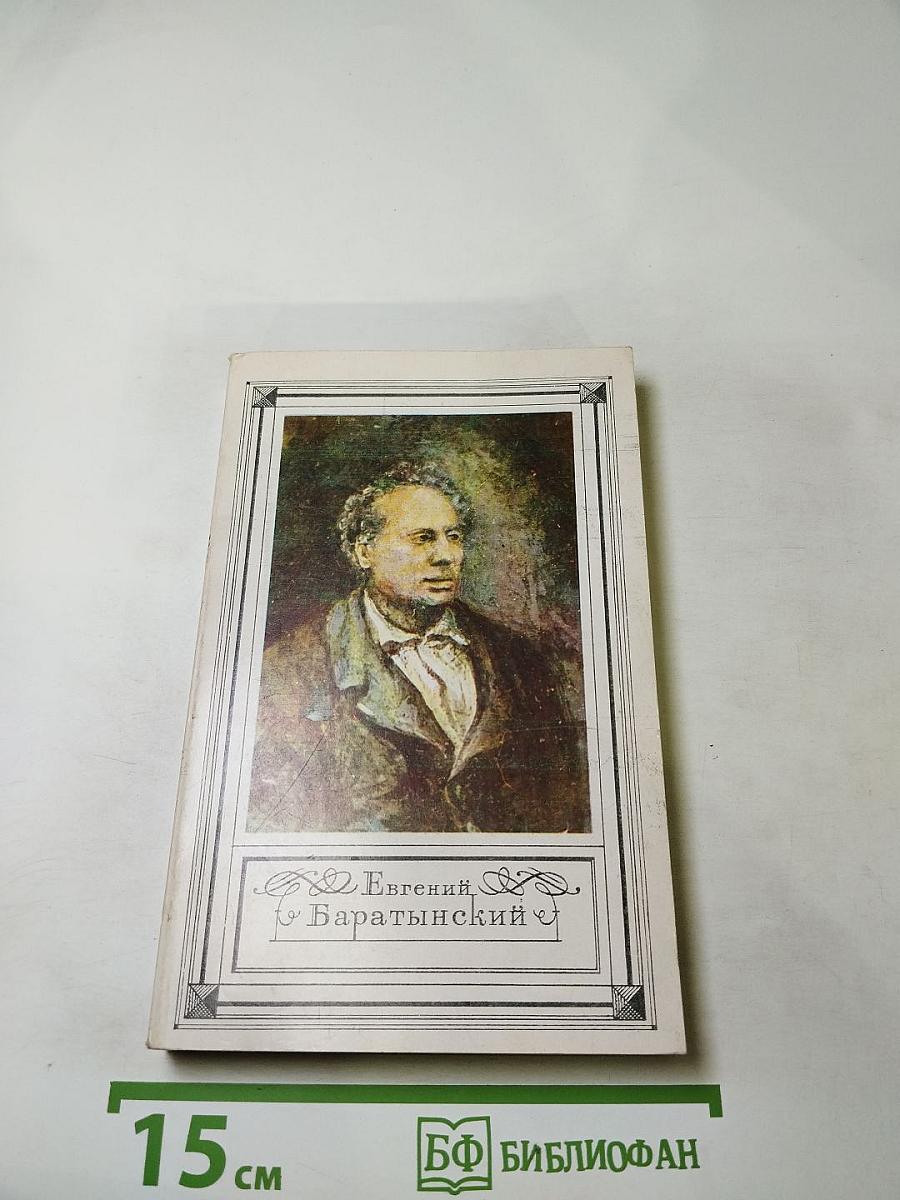 Евгений
Баратынский
15 см
БФ БИБЛИОФАН